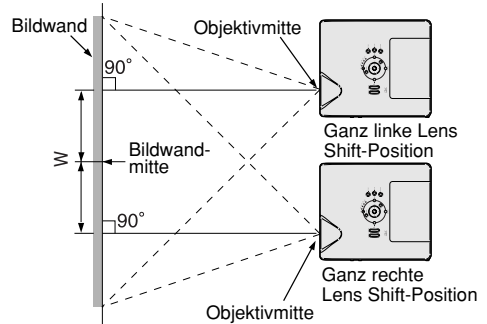 Bildwand
Objektivmitte
90°
Ganz linke Lens
Shift-Position
W
Bildwand-
mitte
90°
Ganz rechte
Lens Shift-Position
Objektivmitte